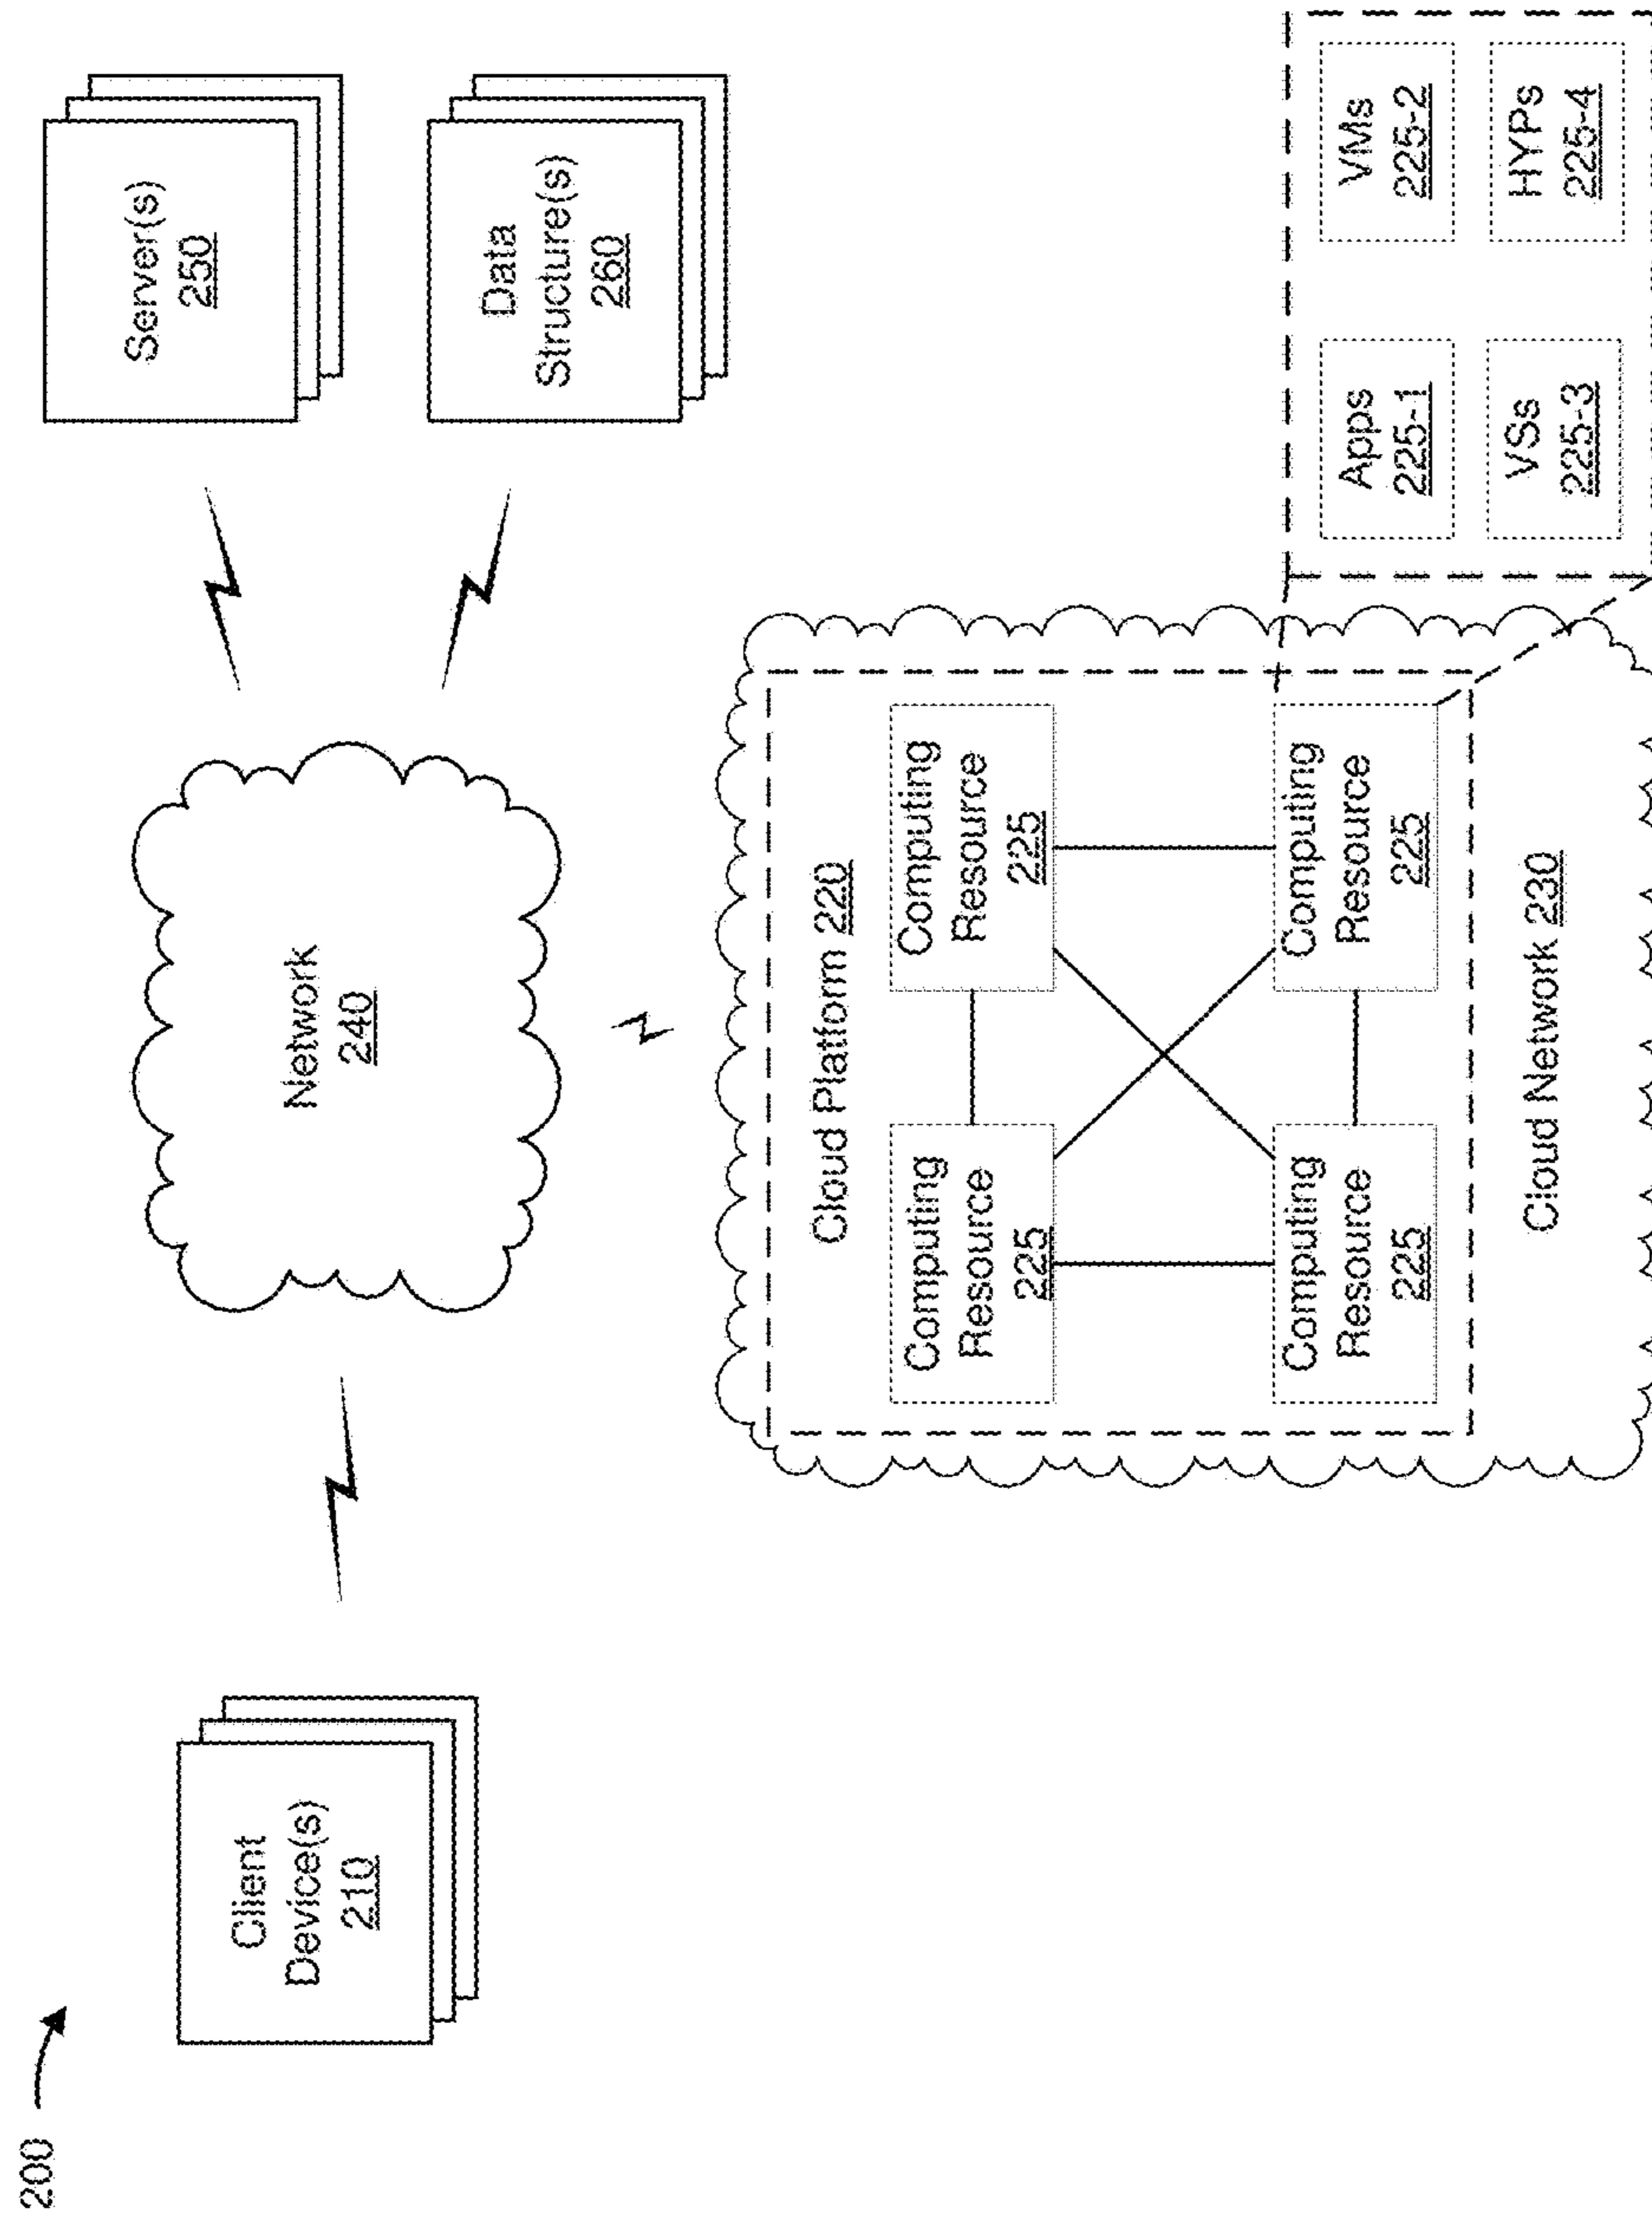 200
Client
Device(s)
210
Network
240
Server(s)
250
Data
Structure(s)
260
Cloud Platform 220
Computing
Resource
225
Computing
Resource
225
Computing
Resource
225
Computing
Resource
225
Cloud Network 230
Apps
225-1
VMs
225-2
VSs
225-3
HYPs
225-4